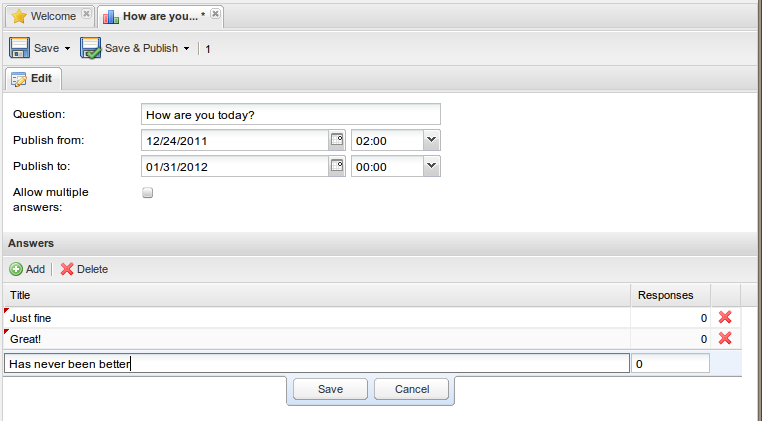 Welcome How are you... *
Save Save & Publish 1
Edit
Question: How are you today?
Publish from: 12/24/2011 02:00
Publish to: 01/31/2012 00:00
Allow multiple
answers:
Answers
Add Delete
Title Responses
Just fine 0
Great! 0
Has never been better 0
Save Cancel